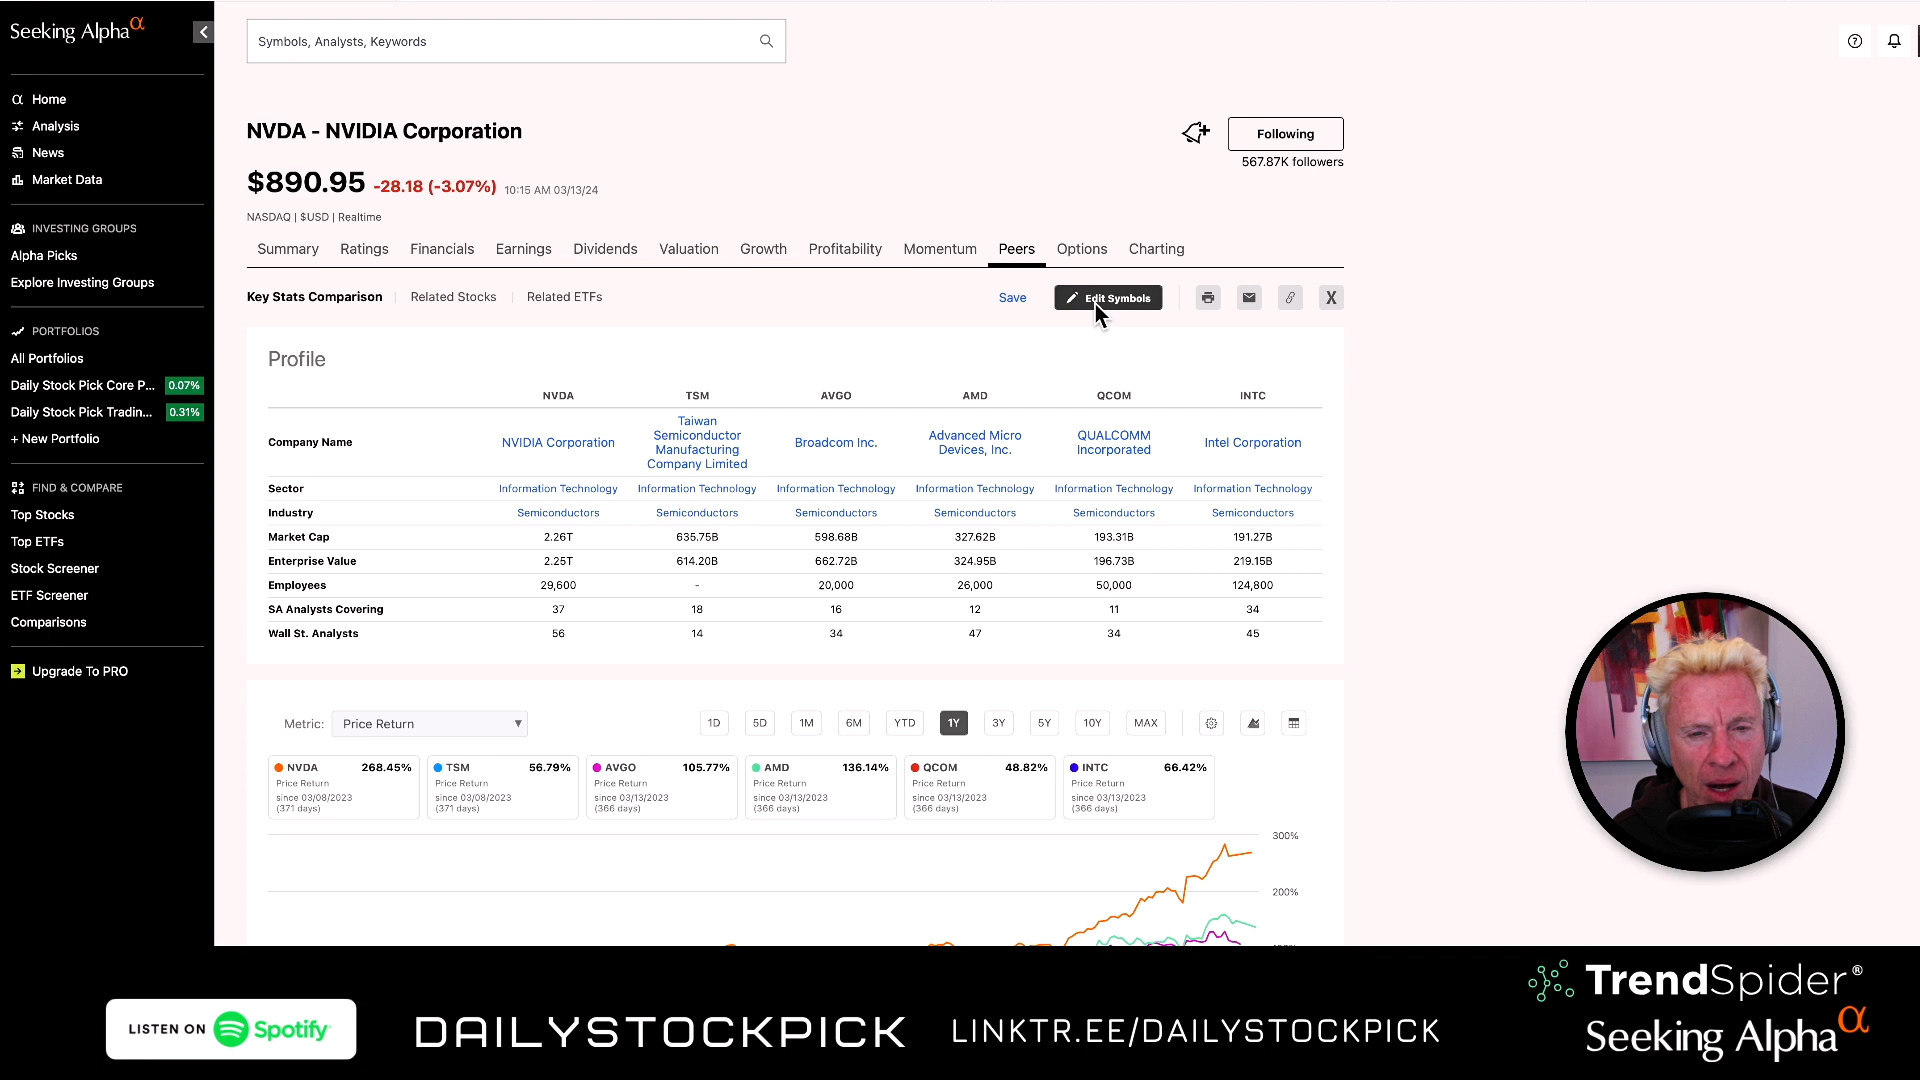 Seeking Alpha α
Symbols, Analysts, Keywords
Home
Analysis
News
Market Data
INVESTING GROUPS
Alpha Picks
Explore Investing Groups
PORTFOLIOS
All Portfolios
Daily Stock Pick Core P... 0.07%
Daily Stock Pick Tradin... 0.31%
+ New Portfolio
FIND & COMPARE
Top Stocks
Top ETFs
Stock Screener
ETF Screener
Comparisons
Upgrade To PRO
NVDA - NVIDIA Corporation
Following
567.87K followers
$890.95 -28.18 (-3.07%) 10:15 AM 03/13/24
NASDAQ | $USD | Realtime
Summary Ratings Financials Earnings Dividends Valuation Growth Profitability Momentum Peers Options Charting
Key Stats Comparison Related Stocks Related ETFs Save Edit Symbols X
Profile
NVDA TSM AVGO AMD QCOM INTC
Company Name NVIDIA Corporation Taiwan Semiconductor Manufacturing Company Limited Broadcom Inc. Advanced Micro Devices, Inc. QUALCOMM Incorporated Intel Corporation
Sector Information Technology Information Technology Information Technology Information Technology Information Technology Information Technology
Industry Semiconductors Semiconductors Semiconductors Semiconductors Semiconductors Semiconductors
Market Cap 2.26T 635.75B 598.68B 327.62B 193.31B 191.27B
Enterprise Value 2.25T 614.20B 662.72B 324.95B 196.73B 219.15B
Employees 29,600 - 20,000 26,000 50,000 124,800
SA Analysts Covering 37 18 16 12 11 34
Wall St. Analysts 56 14 34 47 34 45
Metric: Price Return 1D 5D 1M 6M YTD 1Y 3Y 5Y 10Y MAX
NVDA 268.45% TSM 56.79% AVGO 105.77% AMD 136.14% QCOM 48.82% INTC 66.42%
Price Return Price Return Price Return Price Return Price Return Price Return
since 03/08/2023 since 03/08/2023 since 03/13/2023 since 03/13/2023 since 03/13/2023 since 03/13/2023
(371 days) (371 days) (366 days) (366 days) (366 days) (366 days)
300%
200%
LISTEN ON Spotify
DAILYSTOCKPICK
LINKTR.EE/DAILYSTOCKPICK
TrendSpider®
Seeking Alpha α